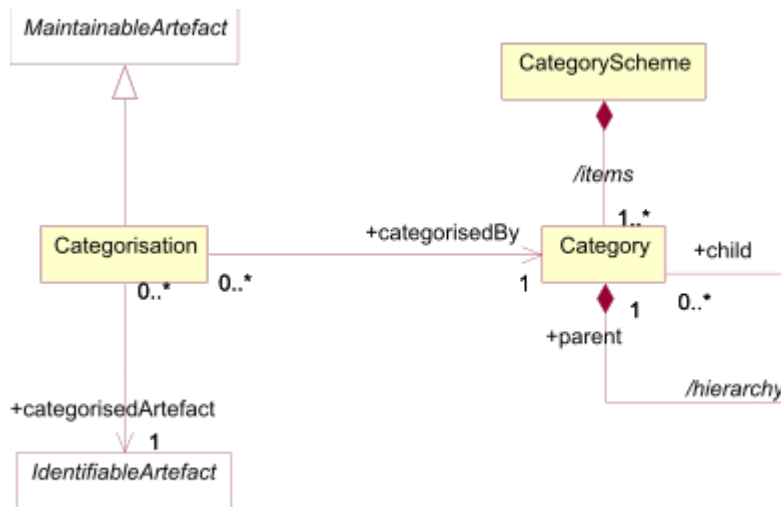 MaintainableArtefact
CategoryScheme
/items
1..*
Categorisation
+categorisedBy
Category
+child
0..*
0..*
1
1
0..*
+parent
/hierarchy
+categorisedArtefact
1
IdentifiableArtefact